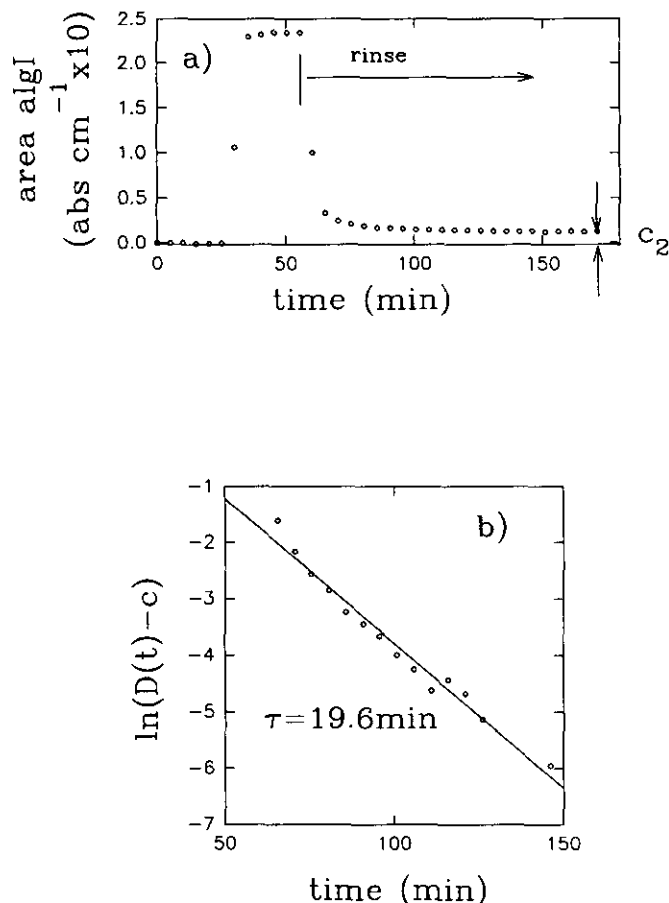 a)
rinse
area algI
(abs cm⁻¹x10)
2.5
2.0
1.5
1.0
0.5
0.0
0
50
100
150
C₂
time (min)
b)
ln(D(t)−c)
−1
−2
−3
−4
−5
−6
−7
τ=19.6min
50
100
150
time (min)